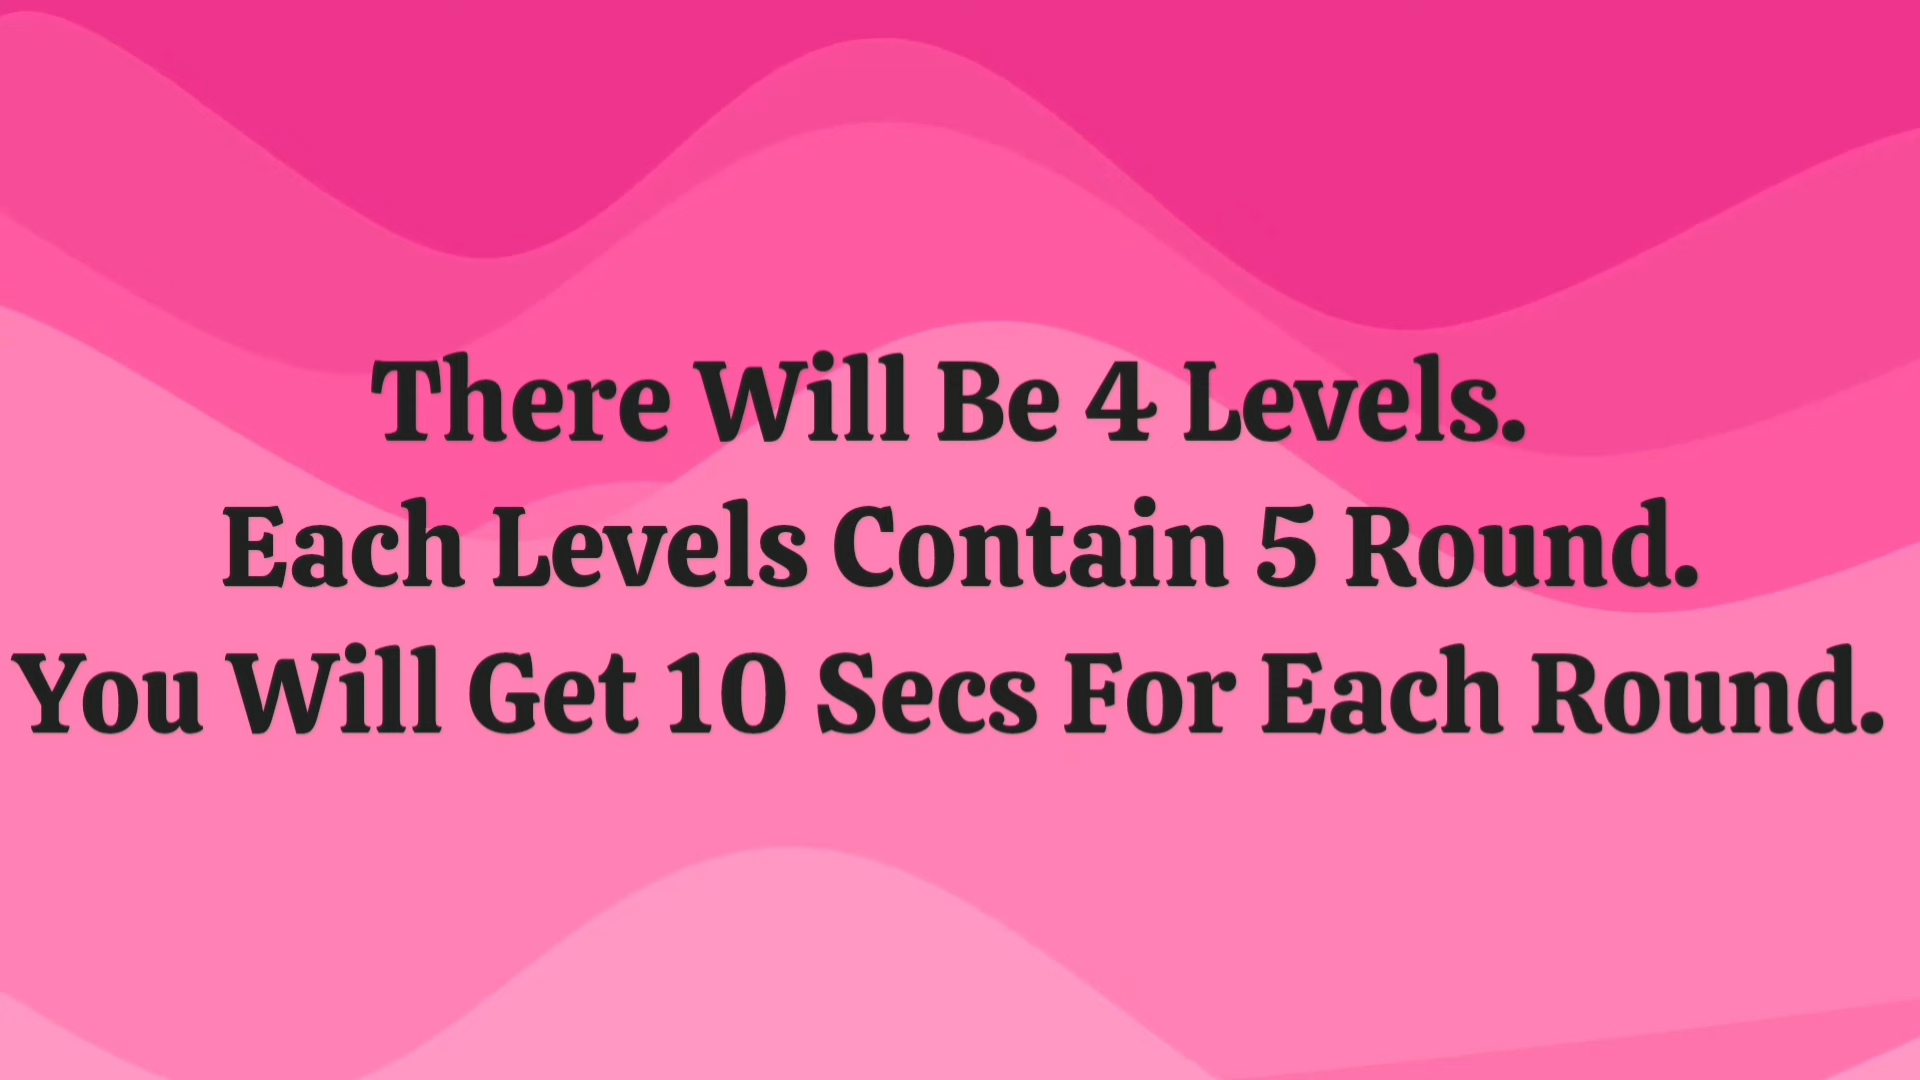 There Will Be 4 Levels.
Each Levels Contain 5 Round.
You Will Get 10 Secs For Each Round.